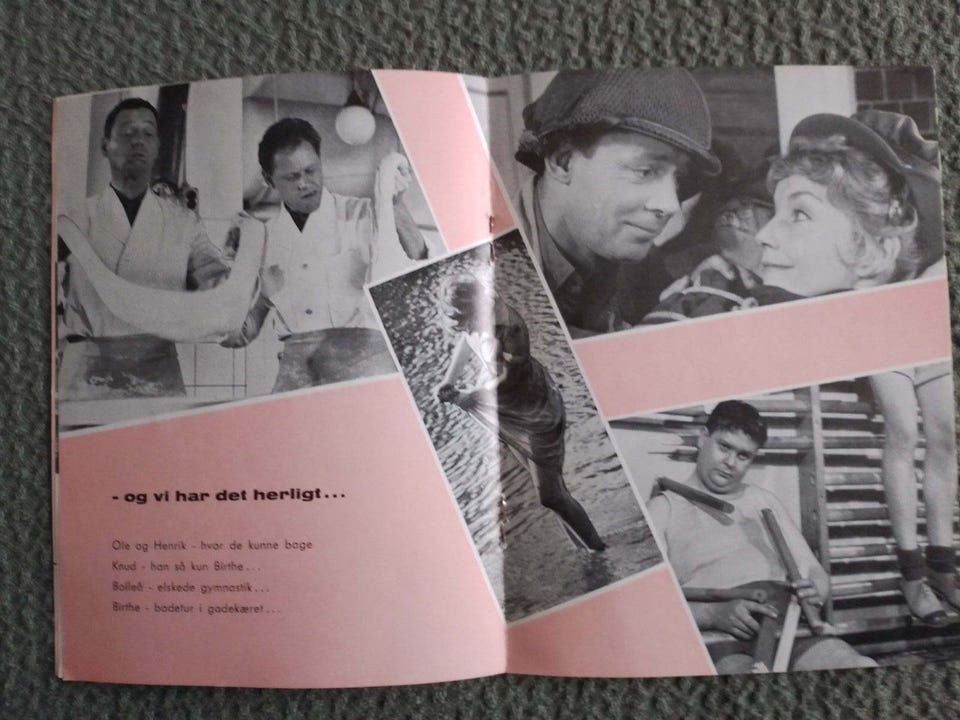 - og vi har det herligt...
Ole og Henrik - hvor de kunne bage
Knud - han så kun Birthe...
Bolleå - elskede gymnastik...
Birthe - badetur i gadekæret...